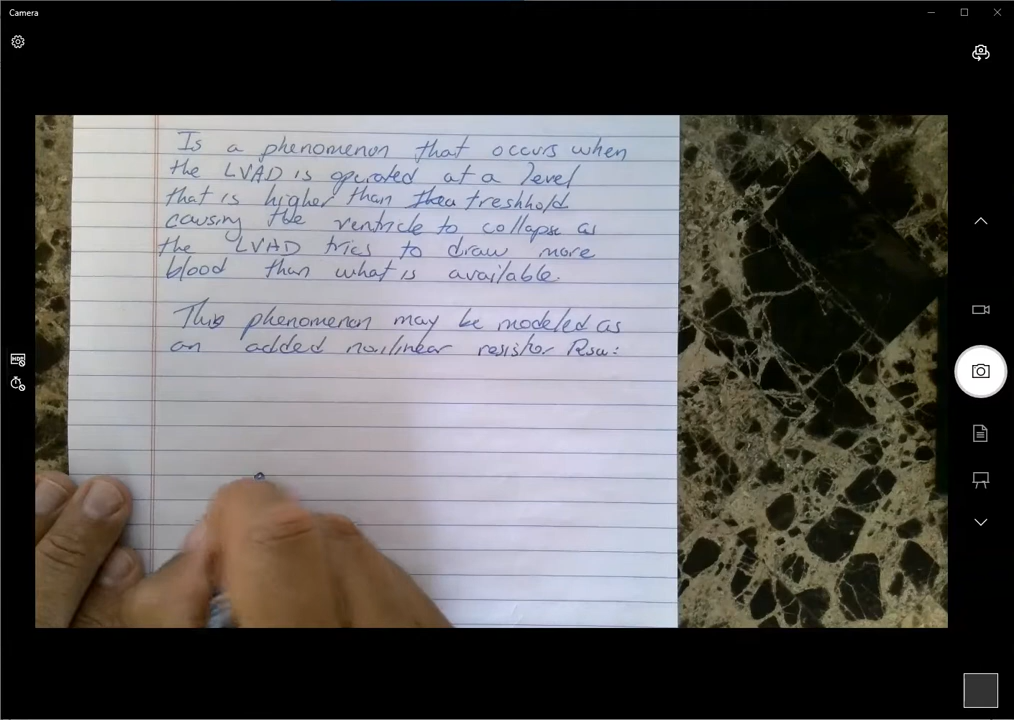 Camera
Is a phenomenon that occurs when
the LVAD is operated at a level
that is higher than a treshhold
causing the ventricle to collapse as
the LVAD tries to draw more
blood than what is available.
This phenomenon may be modeled as
an added nonlinear resistor Rsu: